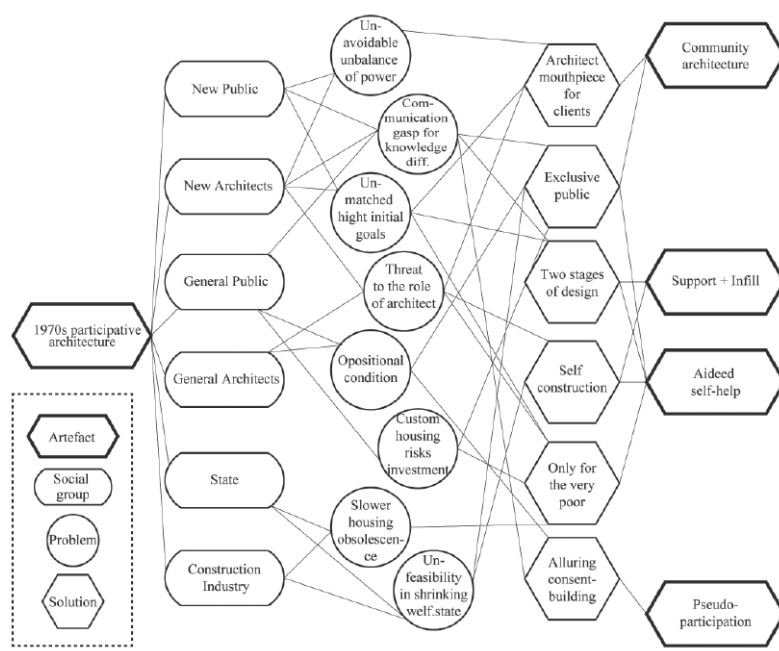 1970s participative
architecture
Artefact
Social
group
Problem
Solution
New Public
New Architects
General Public
General Architects
State
Construction
Industry
Un-
avoidable
unbalance
of power
Com-
munication
gasp for
knowledge
diff.
Un-
matched
hight initial
goals
Threat
to the role
of architect
Opositional
condition
Custom
housing
risks
investment
Slower
housing
obsolescen-
ce
Un-
feasibility
in shrinking
welf.state
Architect
mouthpiece
for
clients
Exclusive
public
Two stages
of design
Self
construction
Only for
the very
poor
Alluring
consent-
building
Community
architecture
Support + Infill
Aideed
self-help
Pseudo-
participation